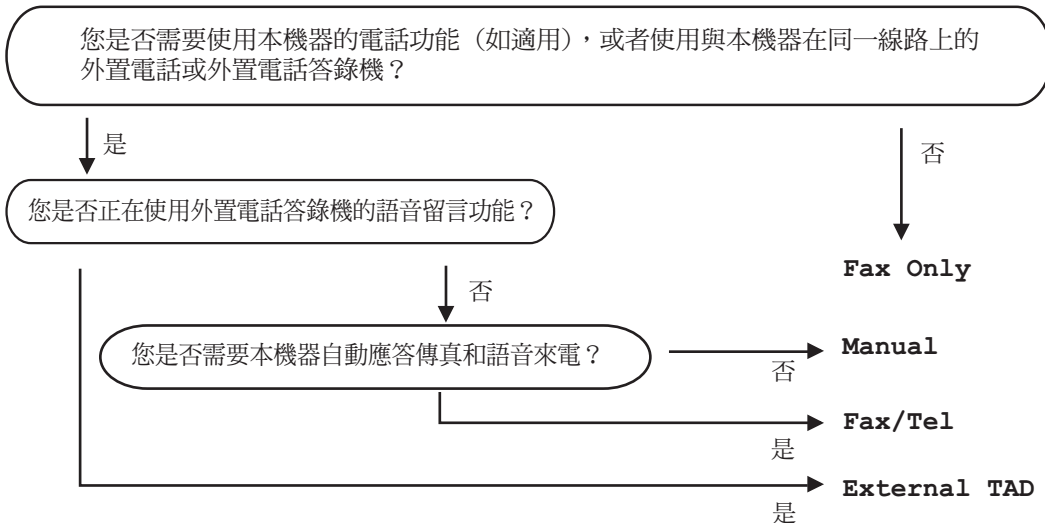 您是否需要使用本機器的電話功能 (如適用)，或者使用與本機器在同一線路上的
外置電話或外置電話答錄機？
是
否
您是否正在使用外置電話答錄機的語音留言功能？
Fax Only
否
您是否需要本機器自動應答傳真和語音來電？
Manual
否
Fax/Tel
是
External TAD
是